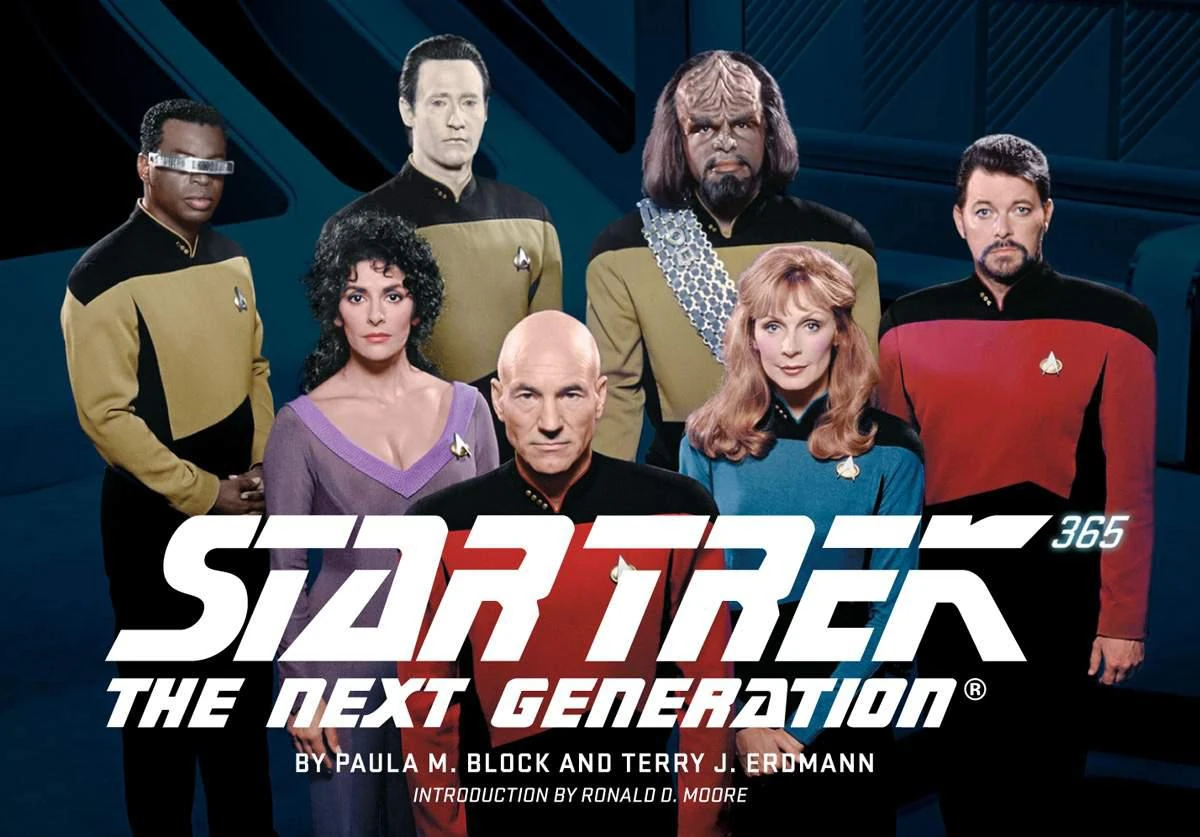 STAR TREK 365
THE NEXT GENERATION®
BY PAULA M. BLOCK AND TERRY J. ERDMANN
INTRODUCTION BY RONALD D. MOORE